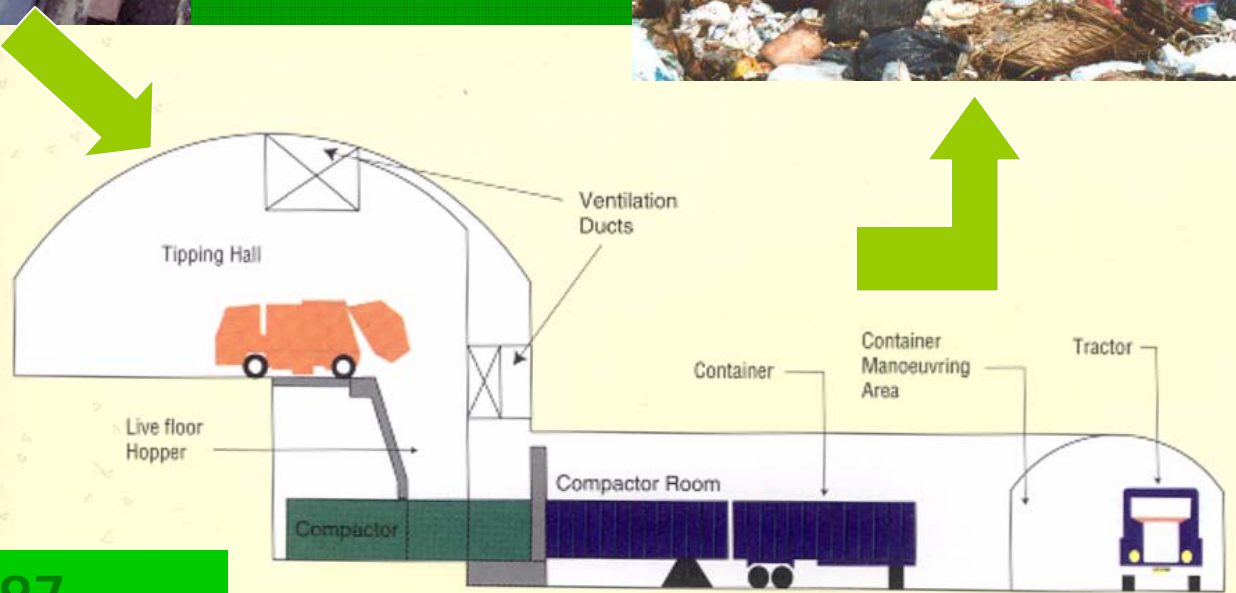 Ventilation
Ducts
Tipping Hall
Container
Manoeuvring
Area
Tractor
Container
Live floor
Hopper
Compactor Room
Compactor
97